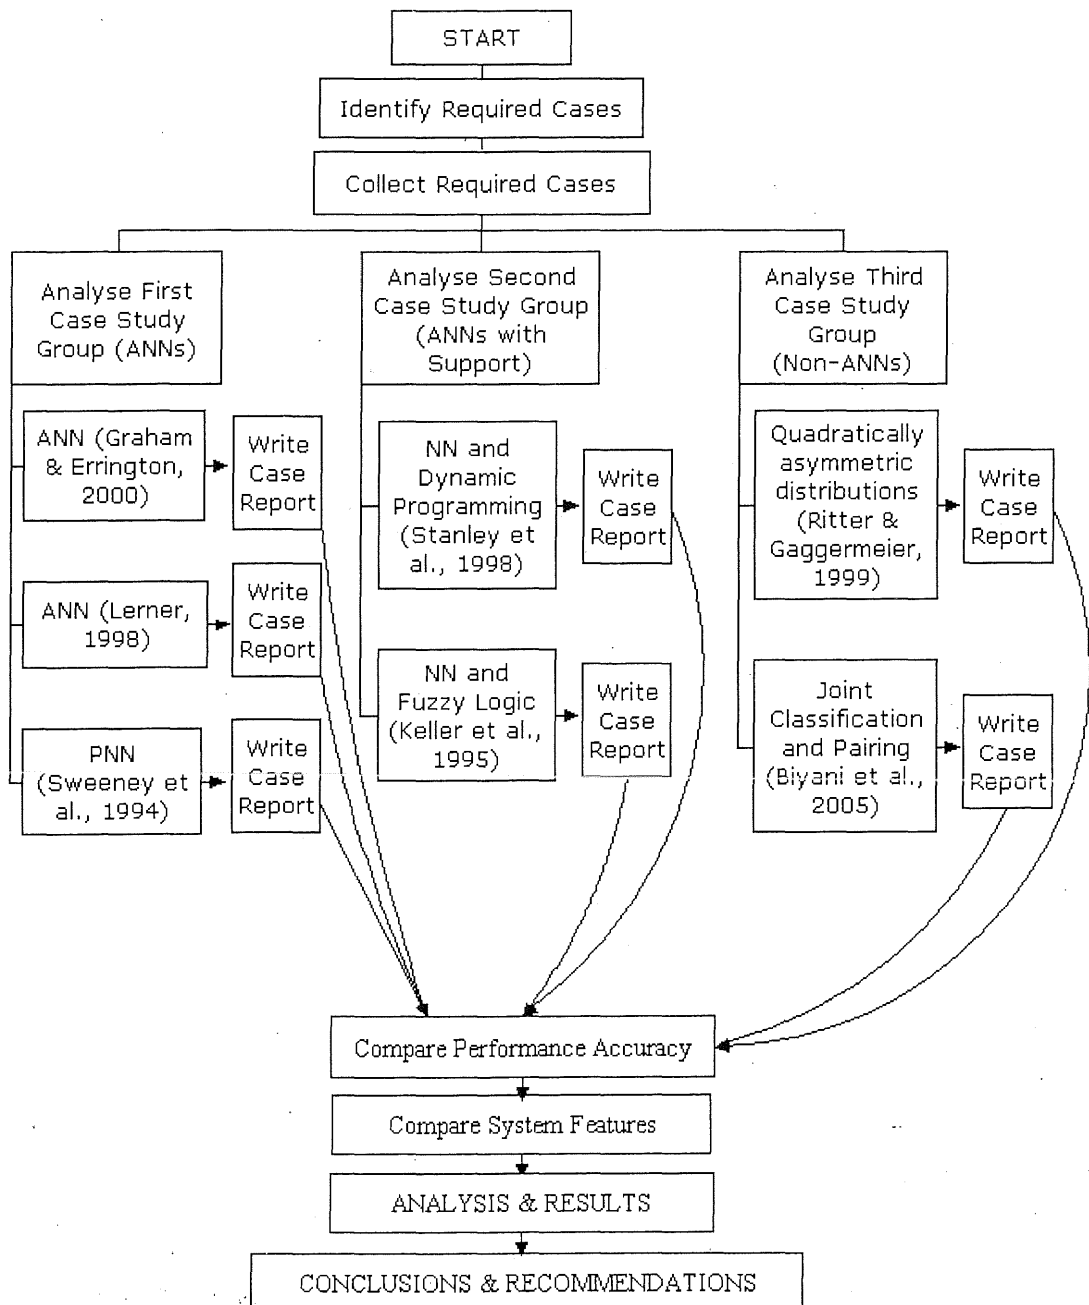 START
Identify Required Cases
Collect Required Cases
Analyse First
Case Study
Group (ANNs)
Analyse Second
Case Study Group
(ANNs with
Support)
Analyse Third
Case Study
Group
(Non-ANNs)
ANN (Graham
& Errington,
2000)
Write
Case
Report
NN and
Dynamic
Programming
(Stanley et
al., 1998)
Write
Case
Report
Quadratically
asymmetric
distributions
(Ritter &
Gaggermeier,
1999)
Write
Case
Report
ANN (Lerner,
1998)
Write
Case
Report
NN and
Fuzzy Logic
(Keller et al.,
1995)
Write
Case
Report
Joint
Classification
and Pairing
(Biyani et al.,
2005)
Write
Case
Report
PNN
(Sweeney et
al., 1994)
Write
Case
Report
Compare Performance Accuracy
Compare System Features
ANALYSIS & RESULTS
CONCLUSIONS & RECOMMENDATIONS